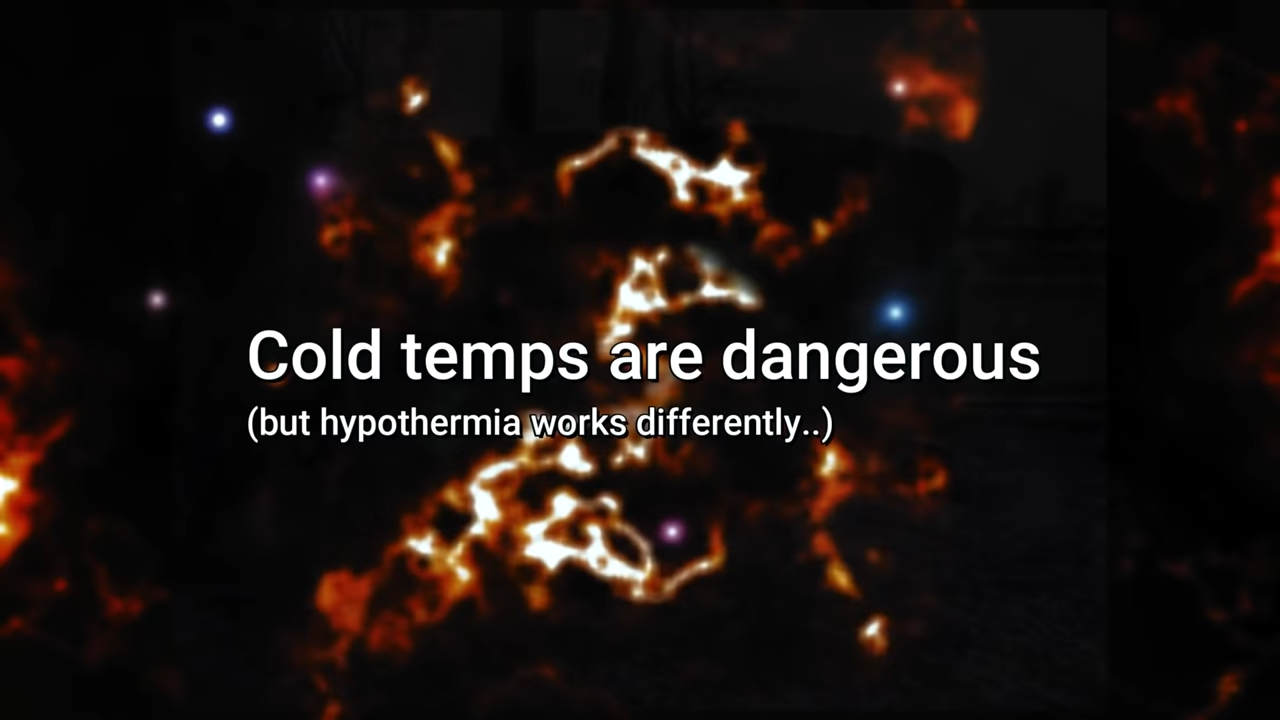 Cold temps are dangerous
(but hypothermia works differently..)